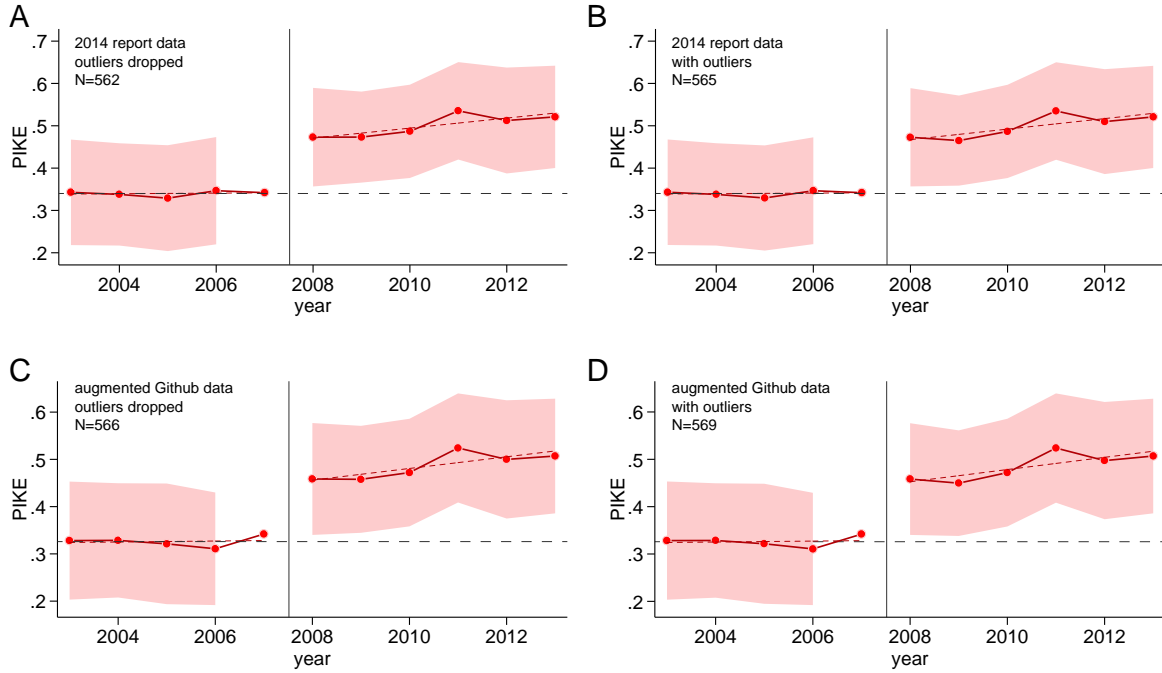 A
2014 report data
outliers dropped
N=562
PIKE
.7
.6
.5
.4
.3
.2
2004 2006 2008 2010 2012
year
B
2014 report data
with outliers
N=565
PIKE
.7
.6
.5
.4
.3
.2
2004 2006 2008 2010 2012
year
C
augmented Github data
outliers dropped
N=566
PIKE
.6
.5
.4
.3
.2
2004 2006 2008 2010 2012
year
D
augmented Github data
with outliers
N=569
PIKE
.6
.5
.4
.3
.2
2004 2006 2008 2010 2012
year